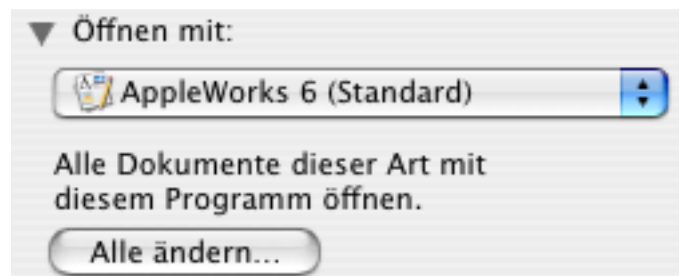 Öffnen mit:
AppleWorks 6 (Standard)
Alle Dokumente dieser Art mit
diesem Programm öffnen.
Alle ändern...